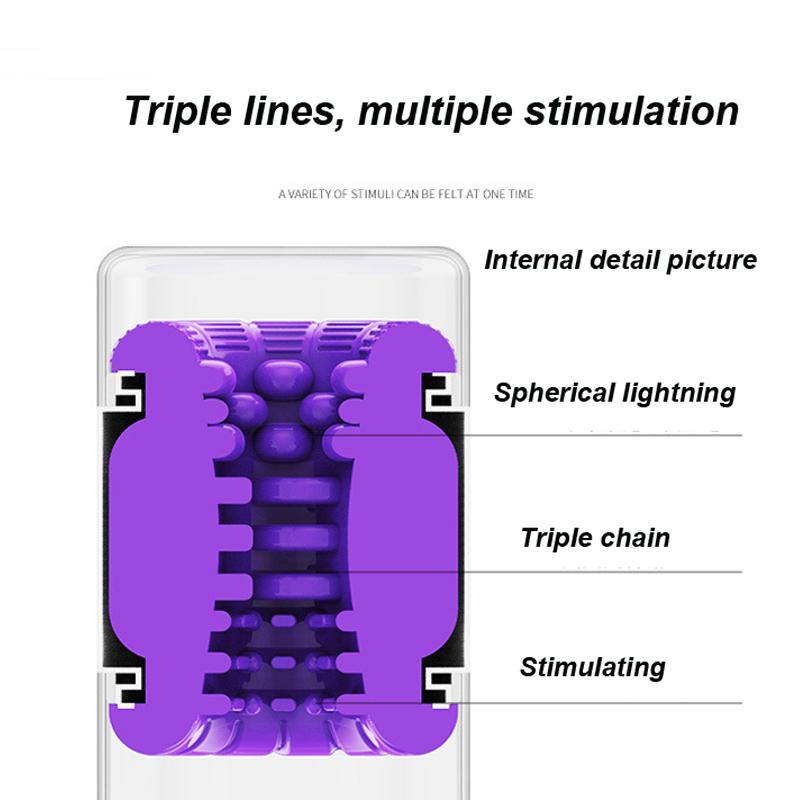 Triple lines, multiple stimulation
A VARIETY OF STIMULI CAN BE FELT AT ONE TIME
Internal detail picture
Spherical lightning
Triple chain
Stimulating